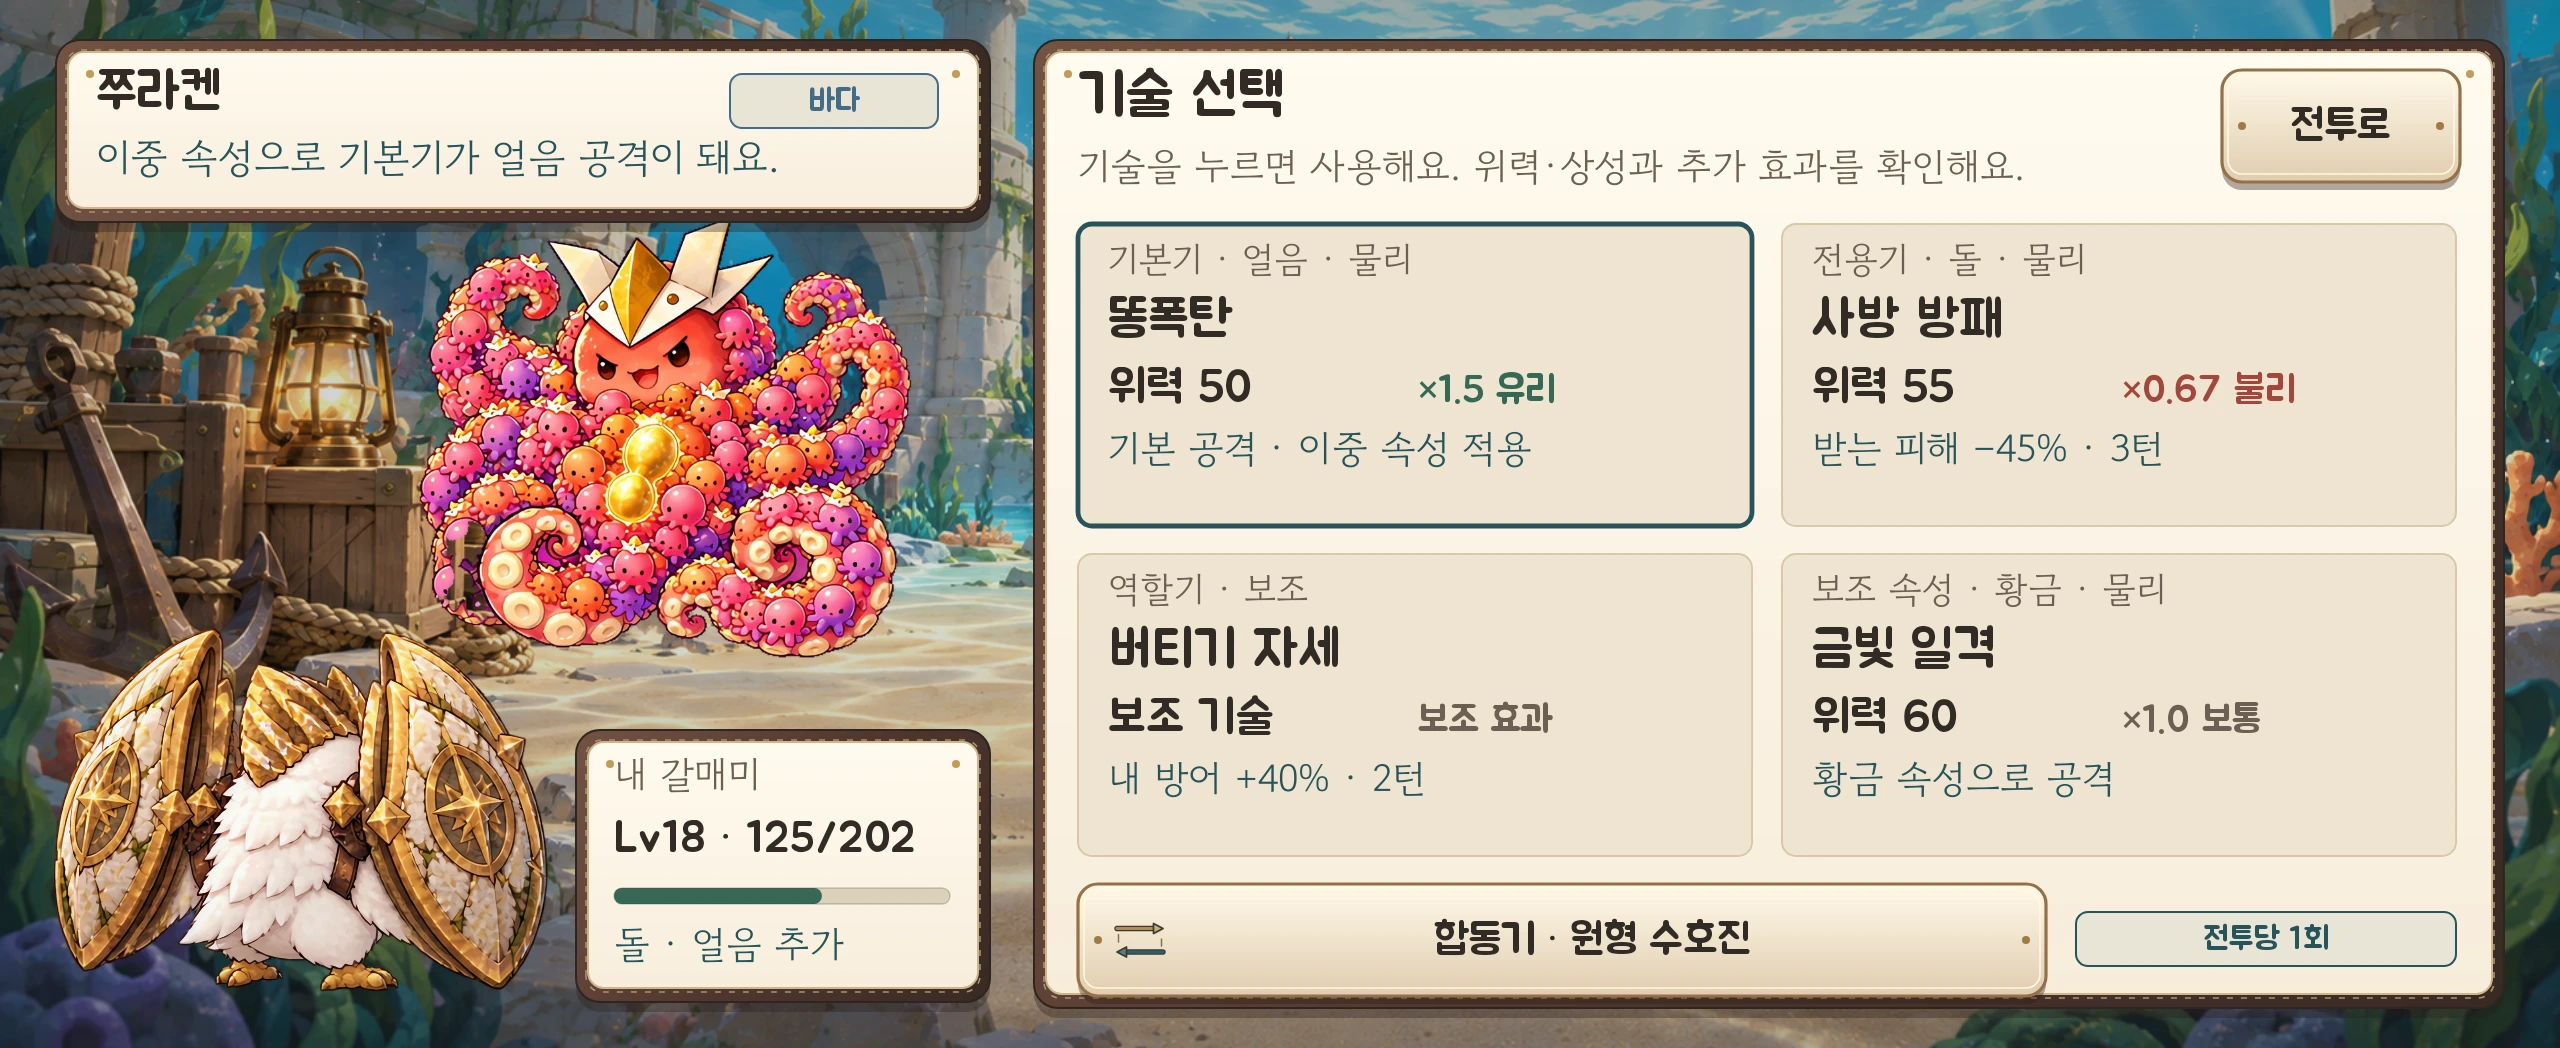 쭈라켄
바다
이중 속성으로 기본기가 얼음 공격이 돼요.
내 갈매미
Lv18 · 125/202
돌 · 얼음 추가
기술 선택
전투로
기술을 누르면 사용해요. 위력·상성과 추가 효과를 확인해요.
기본기 · 얼음 · 물리
똥폭탄
위력 50
×1.5 유리
기본 공격 · 이중 속성 적용
전용기 · 돌 · 물리
사방 방패
위력 55
×0.67 불리
받는 피해 −45% · 3턴
역할기 · 보조
버티기 자세
보조 기술
보조 효과
내 방어 +40% · 2턴
보조 속성 · 황금 · 물리
금빛 일격
위력 60
×1.0 보통
황금 속성으로 공격
합동기 · 원형 수호진
전투당 1회